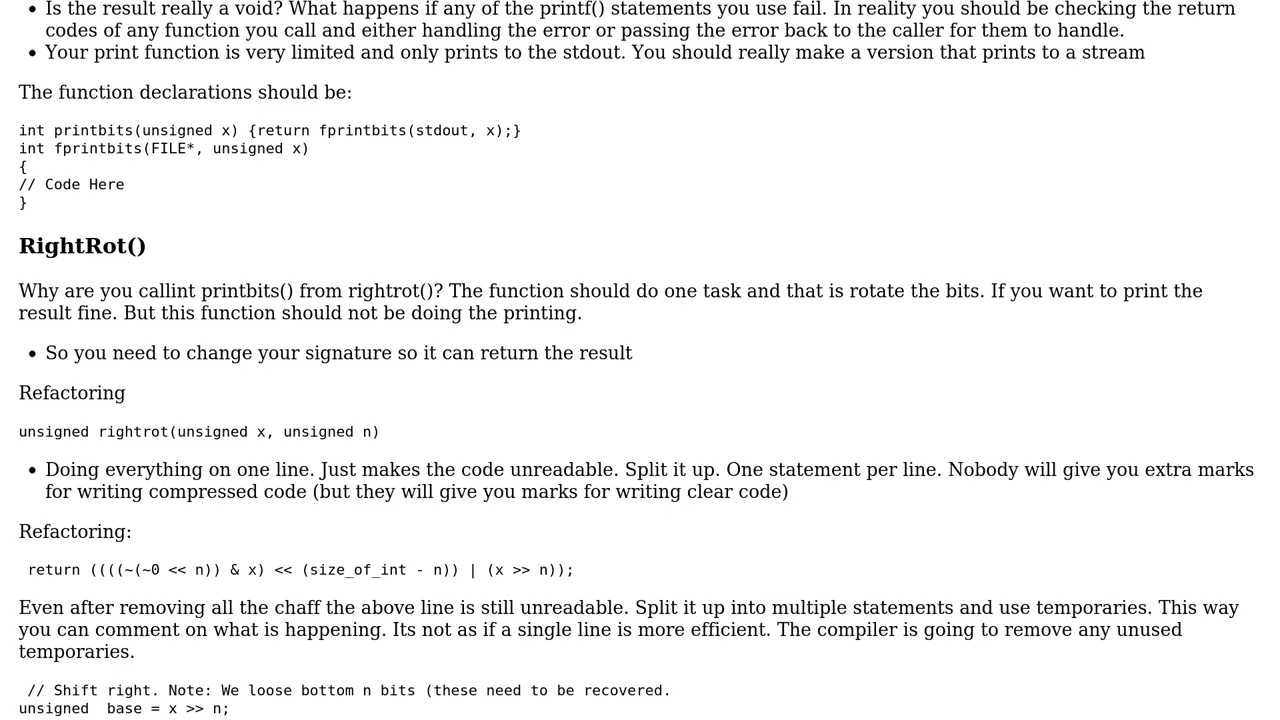 • Is the result really a void? What happens if any of the printf() statements you use fail. In reality you should be checking the return
codes of any function you call and either handling the error or passing the error back to the caller for them to handle.
• Your print function is very limited and only prints to the stdout. You should really make a version that prints to a stream
The function declarations should be:
int printbits(unsigned x) {return fprintbits(stdout, x);}
int fprintbits(FILE*, unsigned x)
{
// Code Here
}
RightRot()
Why are you callint printbits() from rightrot()? The function should do one task and that is rotate the bits. If you want to print the
result fine. But this function should not be doing the printing.
• So you need to change your signature so it can return the result
Refactoring
unsigned rightrot(unsigned x, unsigned n)
• Doing everything on one line. Just makes the code unreadable. Split it up. One statement per line. Nobody will give you extra marks
for writing compressed code (but they will give you marks for writing clear code)
Refactoring:
return ((((~(~0 << n)) & x) << (size_of_int - n)) | (x >> n));
Even after removing all the chaff the above line is still unreadable. Split it up into multiple statements and use temporaries. This way
you can comment on what is happening. Its not as if a single line is more efficient. The compiler is going to remove any unused
temporaries.
// Shift right. Note: We loose bottom n bits (these need to be recovered.
unsigned  base = x >> n;